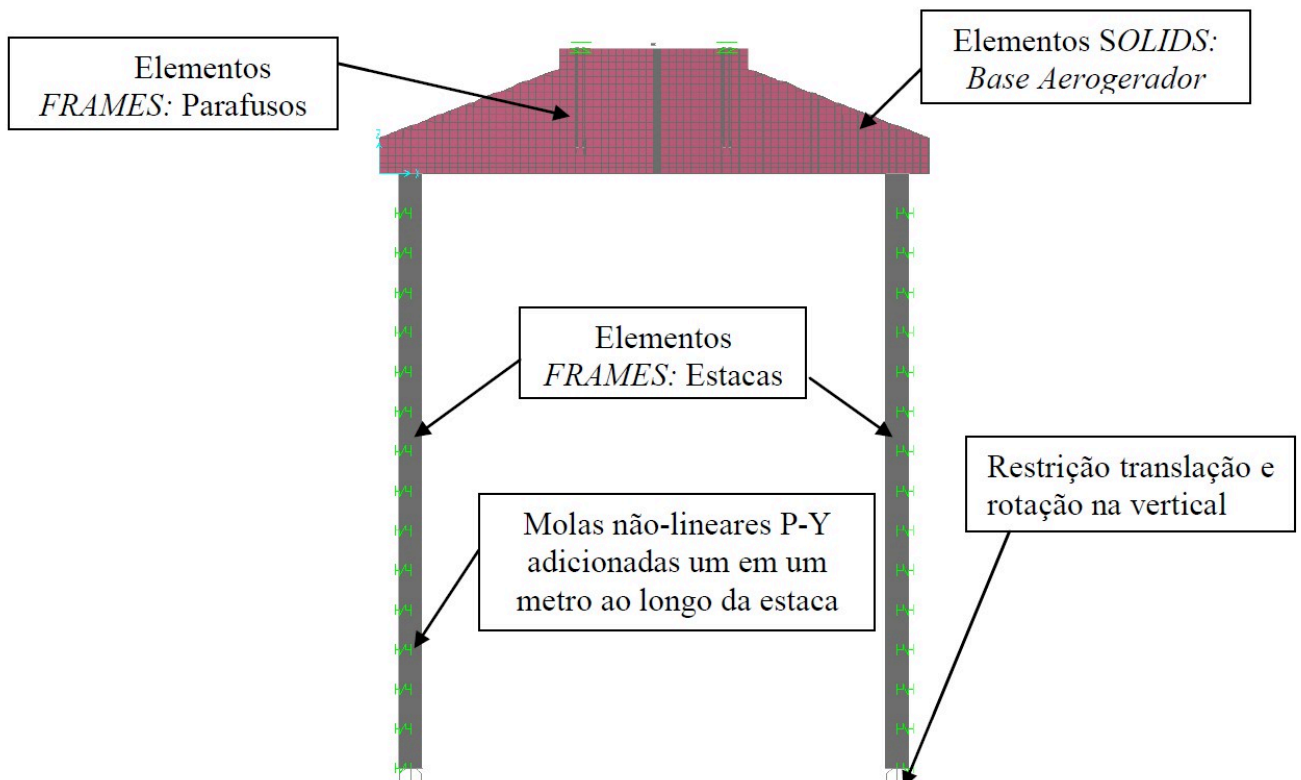 Elementos
FRAMES: Parafusos
Elementos SOLIDS:
Base Aerogerador
Elementos
FRAMES: Estacas
Restrição translação e
rotação na vertical
Molas não-lineares P-Y
adicionadas um em um
metro ao longo da estaca